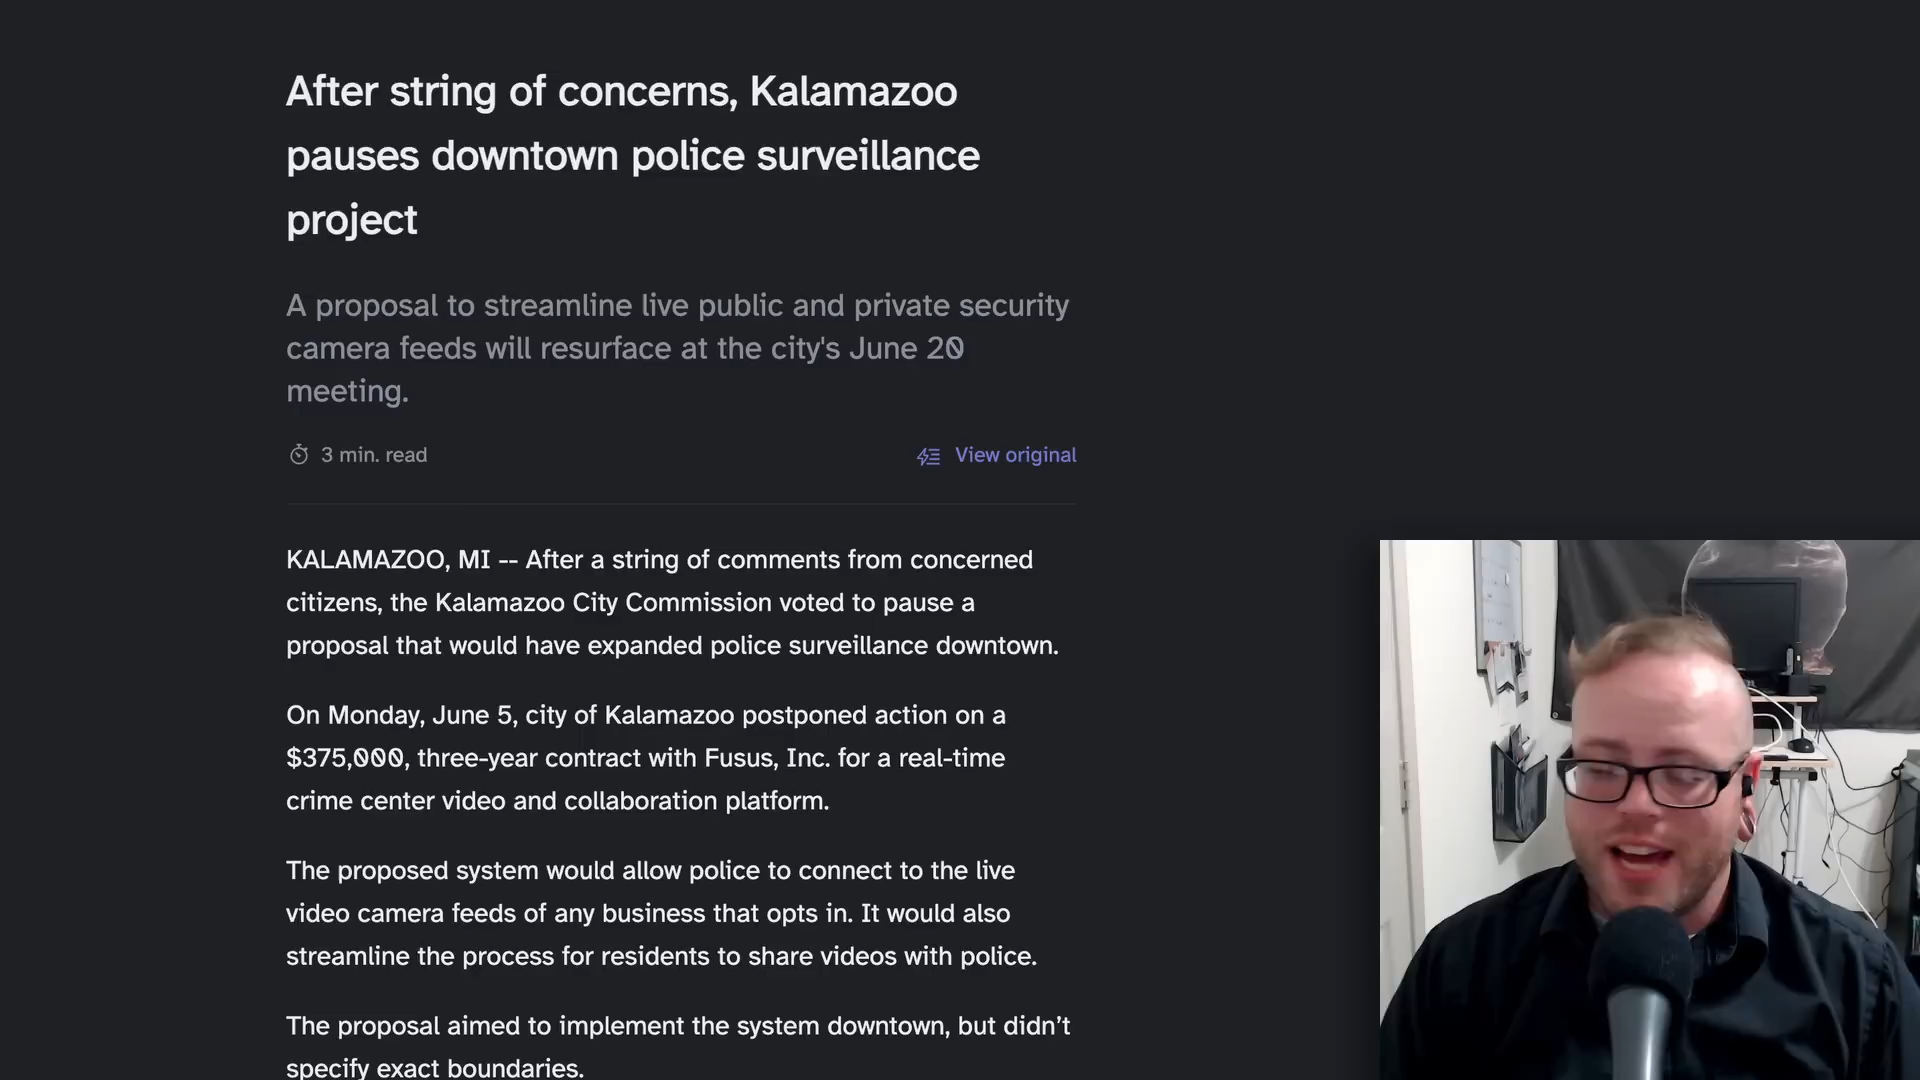 After string of concerns, Kalamazoo
pauses downtown police surveillance
project
A proposal to streamline live public and private security
camera feeds will resurface at the city's June 20
meeting.
3 min. read
View original
KALAMAZOO, MI -- After a string of comments from concerned
citizens, the Kalamazoo City Commission voted to pause a
proposal that would have expanded police surveillance downtown.
On Monday, June 5, city of Kalamazoo postponed action on a
$375,000, three-year contract with Fusus, Inc. for a real-time
crime center video and collaboration platform.
The proposed system would allow police to connect to the live
video camera feeds of any business that opts in. It would also
streamline the process for residents to share videos with police.
The proposal aimed to implement the system downtown, but didn’t
specify exact boundaries.